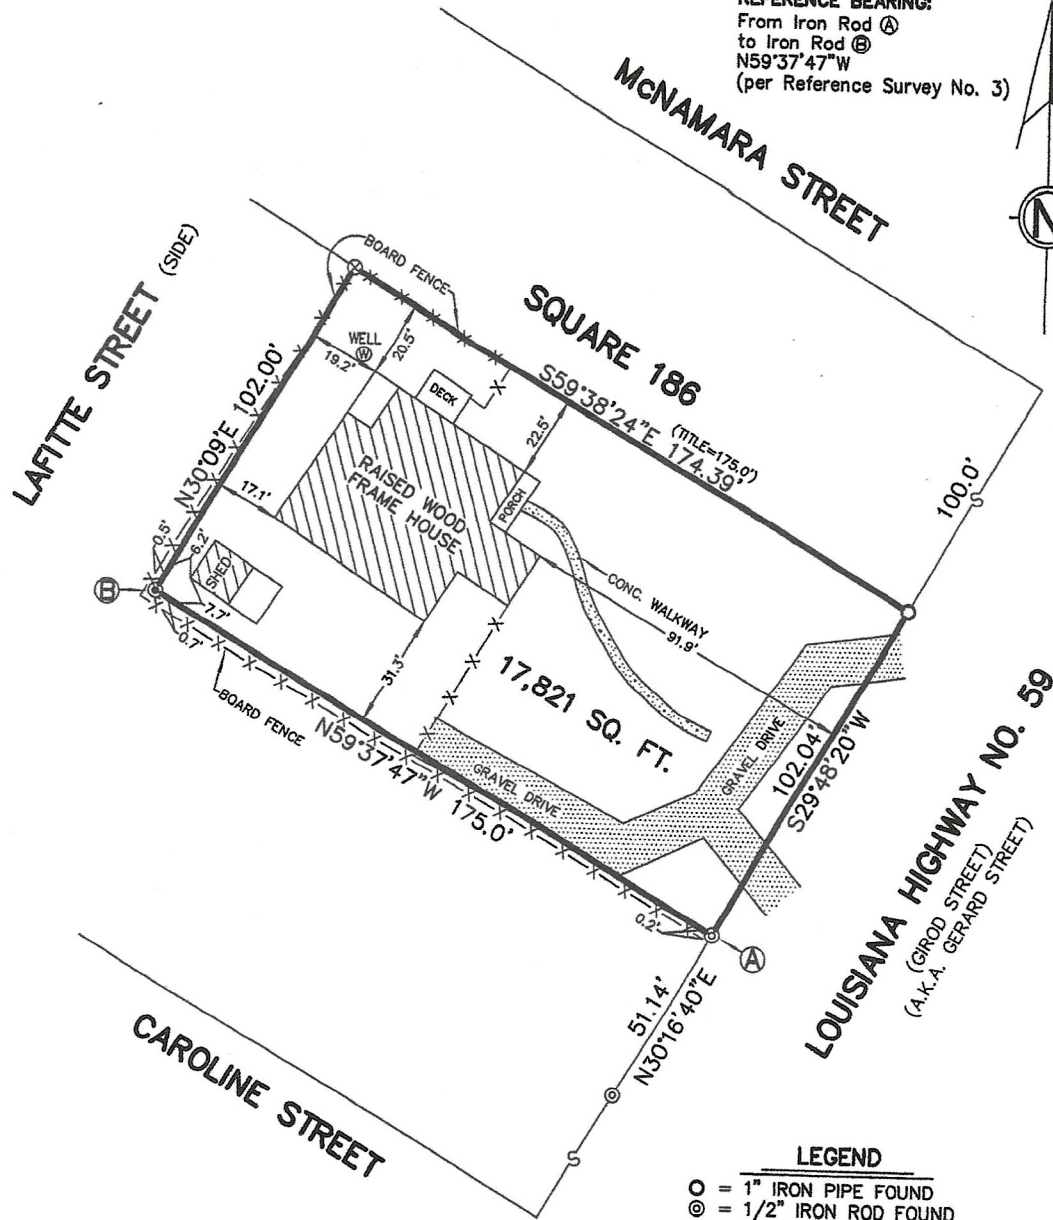 REFERENCE BEARING:
From Iron Rod Ⓐ
to Iron Rod Ⓑ
N59°37'47"W
(per Reference Survey No. 3)
McNAMARA STREET
N
LAFITTE STREET (SIDE)
BOARD FENCE
SQUARE 186
WELL
W
19.2'
20.5'
DECK
S59°38'24"E 174.39'
(TITLE=175.0')
22.5'
N30°09'E 102.00'
RAISED WOOD
FRAME HOUSE
PORCH
100.0'
17.1'
0.5'
6.2'
SHED
B
7.7'
0.7'
CONC. WALKWAY
91.9'
31.3'
17,821 SQ. FT.
BOARD FENCE
N59°37'47"W 175.0'
GRAVEL DRIVE
GRAVEL DRIVE
102.04'
S29°48'20"W
LOUISIANA HIGHWAY NO. 59
(GIROD STREET)
(A.K.A. GERARD STREET)
0.2'
A
51.14'
N30°16'40"E
CAROLINE STREET
LEGEND
O = 1" IRON PIPE FOUND
◎ = 1/2" IRON ROD FOUND